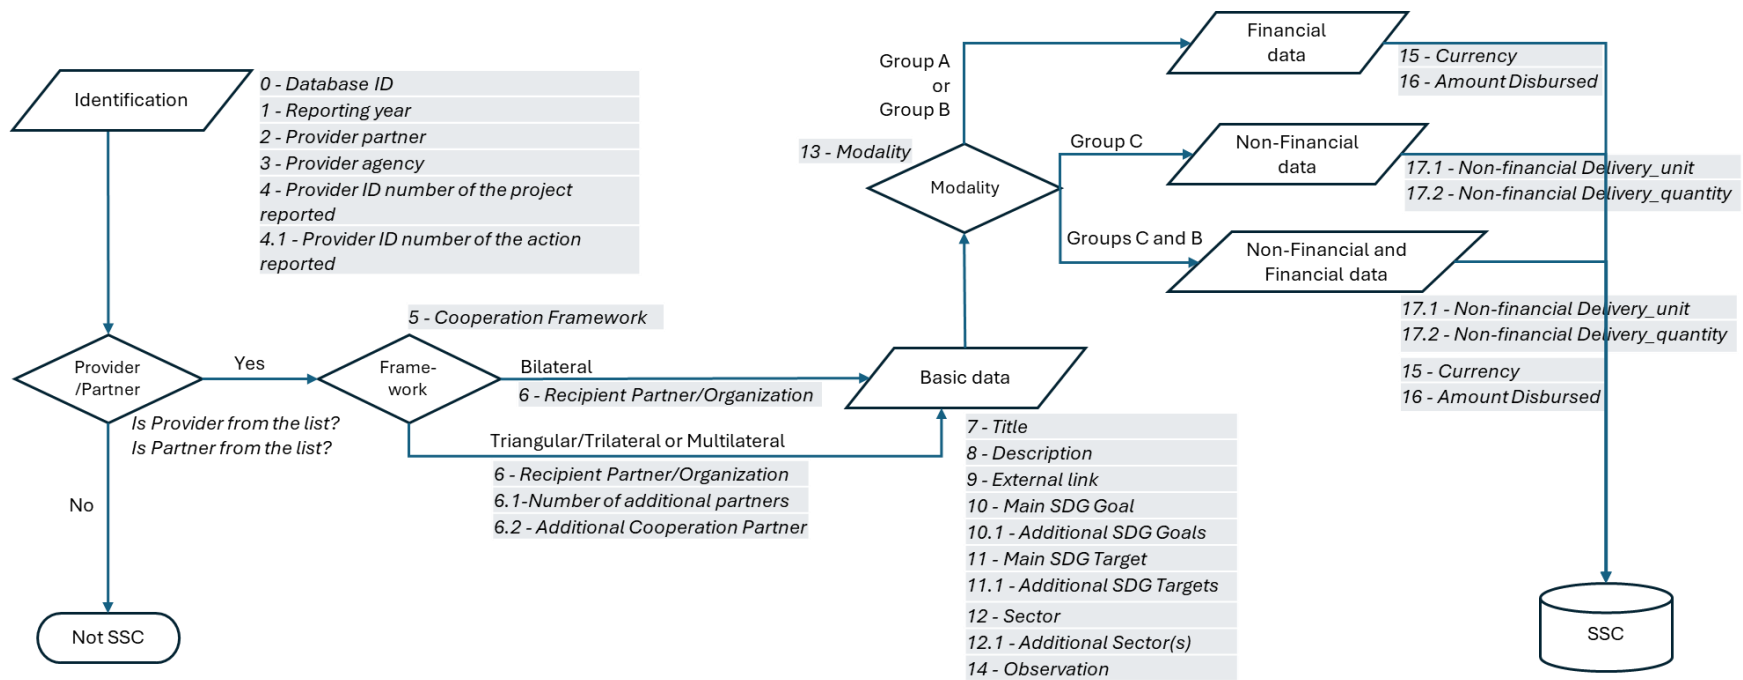 Identification
0 - Database ID
1 - Reporting year
2 - Provider partner
3 - Provider agency
4 - Provider ID number of the project
reported
4.1 - Provider ID number of the action
reported
Provider
/Partner
Is Provider from the list?
Is Partner from the list?
Yes
No
Not SSC
5 - Cooperation Framework
Frame-
work
Bilateral
6 - Recipient Partner/Organization
Triangular/Trilateral or Multilateral
6 - Recipient Partner/Organization
6.1-Number of additional partners
6.2 - Additional Cooperation Partner
Basic data
7 - Title
8 - Description
9 - External link
10 - Main SDG Goal
10.1 - Additional SDG Goals
11 - Main SDG Target
11.1 - Additional SDG Targets
12 - Sector
12.1 - Additional Sector(s)
14 - Observation
13 - Modality
Modality
Group A
or
Group B
Financial
data
15 - Currency
16 - Amount Disbursed
Group C
Non-Financial
data
17.1 - Non-financial Delivery_unit
17.2 - Non-financial Delivery_quantity
Groups C and B
Non-Financial and
Financial data
17.1 - Non-financial Delivery_unit
17.2 - Non-financial Delivery_quantity
15 - Currency
16 - Amount Disbursed
SSC